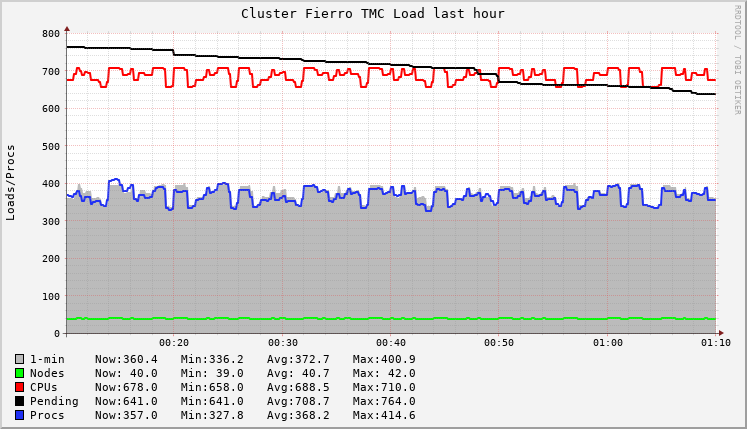 Cluster Fierro TMC Load last hour
RRDTOOL / TOBI OETIKER
Loads/Procs
800
700
600
500
400
300
200
100
0
00:20 00:30 00:40 00:50 01:00 01:10
1-min Now:360.4 Min:336.2 Avg:372.7 Max:400.9
Nodes Now: 40.0 Min: 39.0 Avg: 40.7 Max: 42.0
CPUs Now:678.0 Min:658.0 Avg:688.5 Max:710.0
Pending Now:641.0 Min:641.0 Avg:708.7 Max:764.0
Procs Now:357.0 Min:327.8 Avg:368.2 Max:414.6